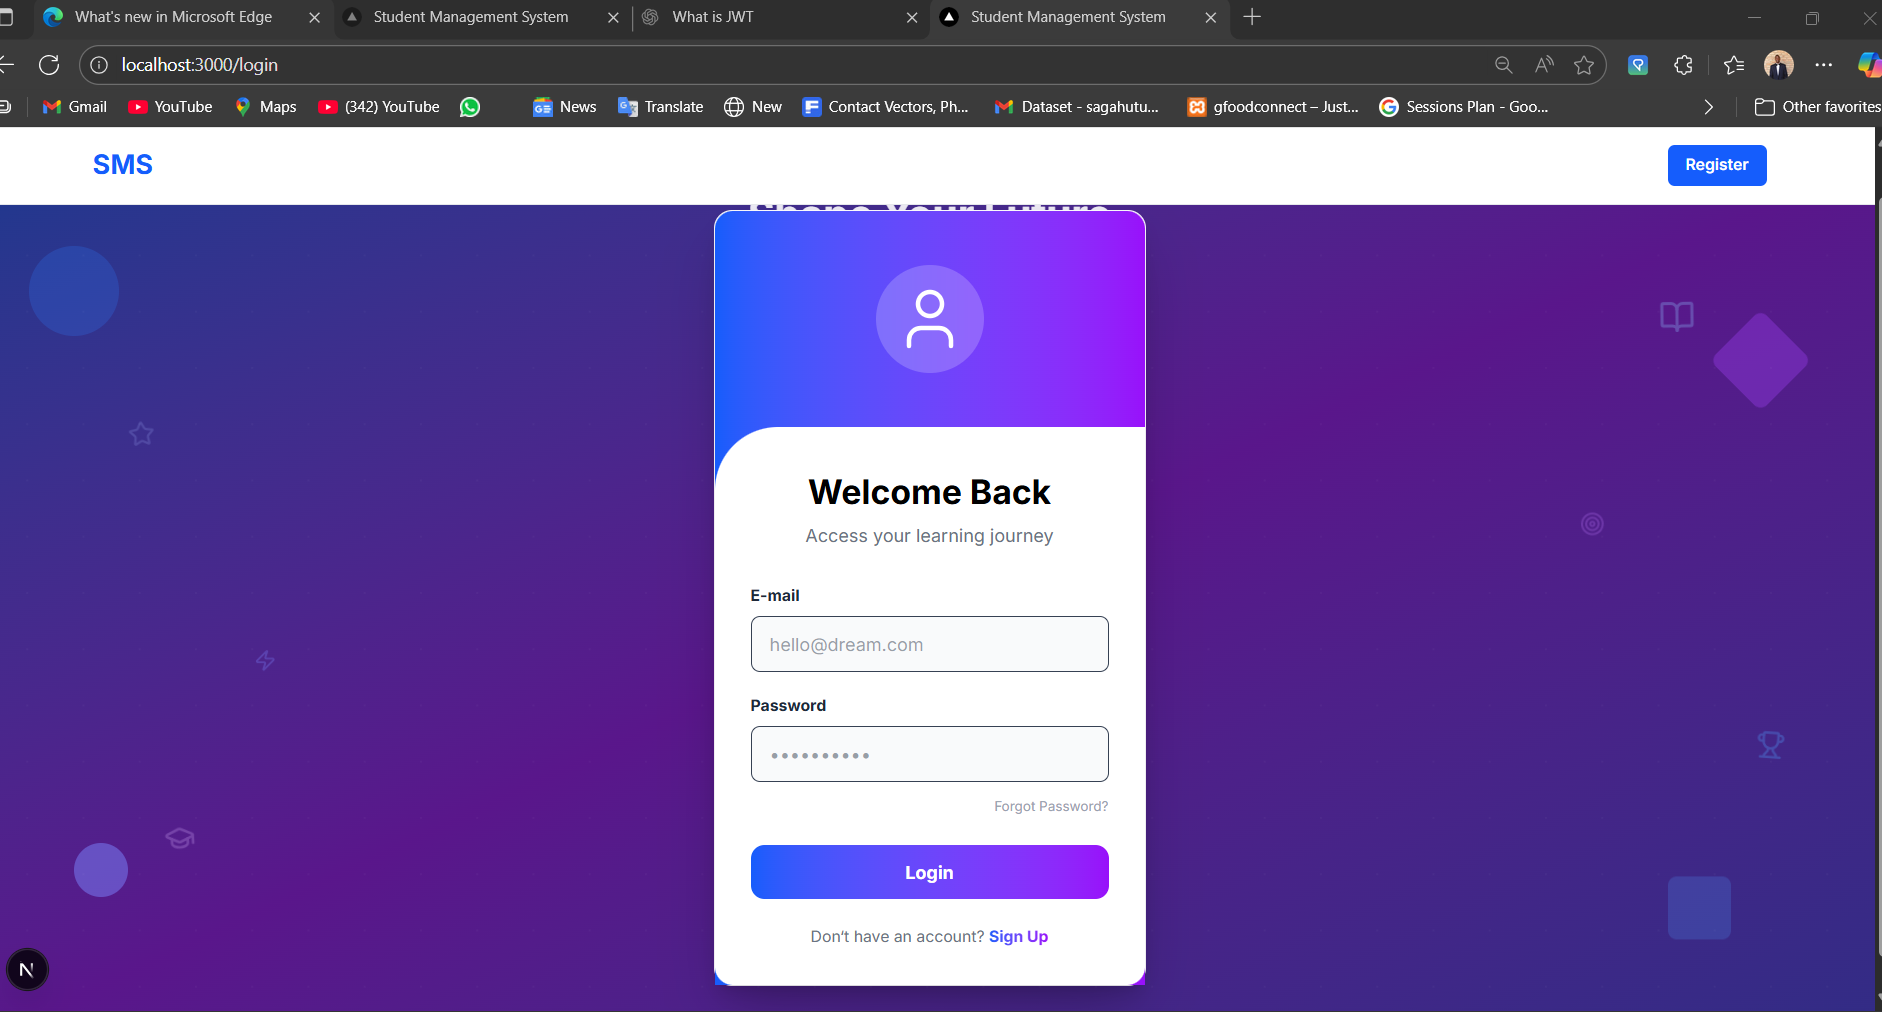 What's new in Microsoft Edge
Student Management System
What is JWT
Student Management System
localhost:3000/login
Gmail
YouTube
Maps
(342) YouTube
News
Translate
New
Contact Vectors, Ph...
Dataset - sagahutu...
gfoodconnect – Just...
Sessions Plan - Goo...
Other favorites
SMS
Register
Shape Your Future
Welcome Back
Access your learning journey
E-mail
hello@dream.com
Password
Forgot Password?
Login
Don't have an account? Sign Up
N